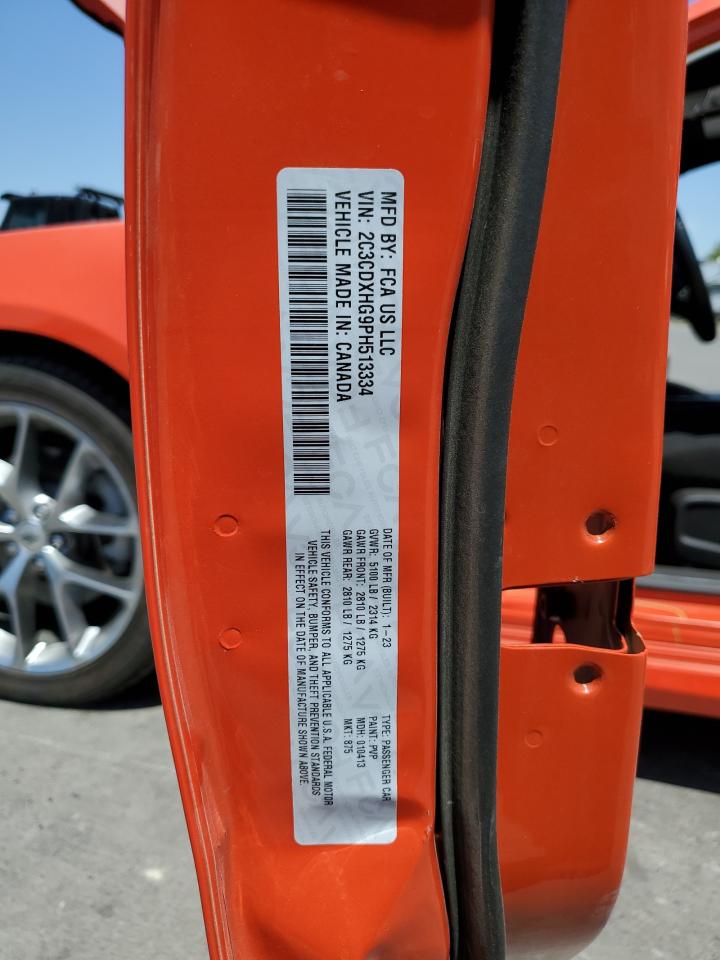 MFD BY: FCA US LLC
VIN: 2C3CDXHG9PH513334
VEHICLE MADE IN: CANADA
DATE OF MFR (BUILT): 1-23
GVWR: 5100 LB / 2314 KG
GAWR FRONT: 2810 LB / 1275 KG
GAWR REAR: 2810 LB / 1275 KG
TYPE: PASSENGER CAR
PAINT: PVP
MDH: 010413
MKT: 875
THIS VEHICLE CONFORMS TO ALL APPLICABLE U.S.A. FEDERAL MOTOR
VEHICLE SAFETY, BUMPER, AND THEFT PREVENTION STANDARDS
IN EFFECT ON THE DATE OF MANUFACTURE SHOWN ABOVE.